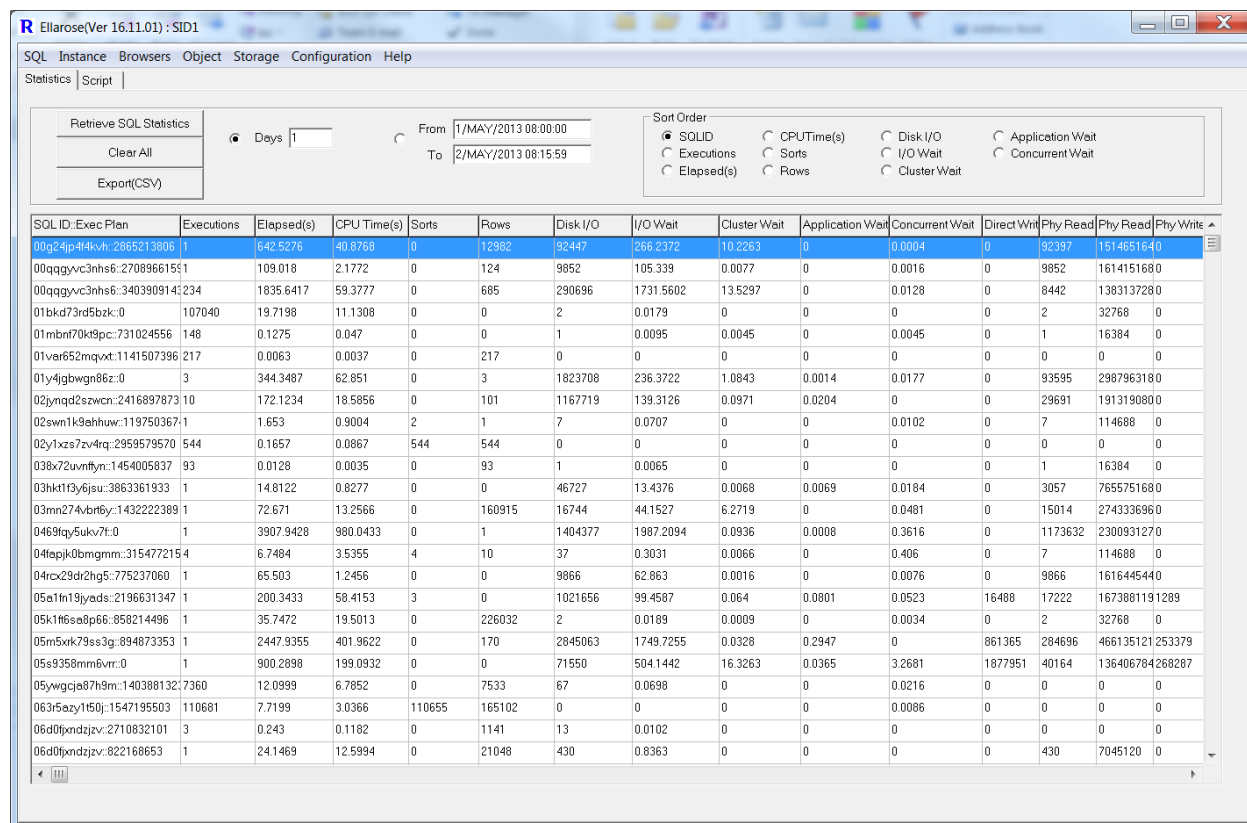 R Ellarose(Ver 16.11.01) : SID1
SQL Instance Browsers Object Storage Configuration Help
Statistics Script
Retrieve SQL Statistics
Clear All
Export(CSV)
Days 1
From 1/MAY/2013 08:00:00
To 2/MAY/2013 08:15:59
Sort Order
SQLID CPUTime(s) Disk I/O Application Wait
Executions Sorts I/O Wait Concurrent Wait
Elapsed(s) Rows Cluster Wait
SQL ID::Exec Plan Executions Elapsed(s) CPU Time(s) Sorts Rows Disk I/O I/O Wait Cluster Wait Application Wait Concurrent Wait Direct Writ Phy Read Phy Read Phy Write
00g24jp4f4kvh::2865213806 1 642.5276 40.8768 0 12982 92447 266.2372 10.2263 0 0.0004 0 92397 151465164 0
00qqgyvc3nhs6::270896615 1 109.018 2.1772 0 124 9852 105.339 0.0077 0 0.0016 0 9852 161415168 0
00qqgyvc3nhs6::340390914 234 1835.6417 59.3777 0 685 290696 1731.5602 13.5297 0 0.0128 0 8442 138313728 0
01bkd73rd5bzk::0 107040 19.7198 11.1308 0 0 2 0.0179 0 0 0 0 2 32768 0
01mbnf70kt9pc::731024556 148 0.1275 0.047 0 0 1 0.0095 0.0045 0 0.0045 0 1 16384 0
01var652mqvxt::1141507396 217 0.0063 0.0037 0 217 0 0 0 0 0 0 0 0 0
01y4jgbwgn86z::0 3 344.3487 62.851 0 3 1823708 236.3722 1.0843 0.0014 0.0177 0 93595 298796318 0
02jynqd2szwcn::2416897873 10 172.1234 18.5856 0 101 1167719 139.3126 0.0971 0.0204 0 0 29691 191319080 0
02swn1k9ahhuw::119750367 1 1.653 0.9004 2 1 7 0.0707 0 0 0.0102 0 7 114688 0
02y1xzs7zv4rq::2959579570 544 0.1657 0.0867 544 544 0 0 0 0 0 0 0 0 0
038x72uvnffyn::1454005837 93 0.0128 0.0035 0 93 1 0.0065 0 0 0 0 1 16384 0
03hkt1f3y6jsu::3863361933 1 14.8122 0.8277 0 0 46727 13.4376 0.0068 0.0069 0.0184 0 3057 765575168 0
03mn274vbrt6y::1432222389 1 72.671 13.2566 0 160915 16744 44.1527 6.2719 0 0.0481 0 15014 274333696 0
0469fqy5ukv7f::0 1 3907.9428 980.0433 0 1 1404377 1987.2094 0.0936 0.0008 0.3616 0 1173632 230093127 0
04fapjk0bmgmm::315477215 4 6.7484 3.5355 4 10 37 0.3031 0.0066 0 0.406 0 7 114688 0
04rcx29dr2hg5::775237060 1 65.503 1.2456 0 0 9866 62.863 0.0016 0 0.0076 0 9866 161644544 0
05a1fn19jyads::2196631347 1 200.3433 58.4153 3 0 1021656 99.4587 0.064 0.0801 0.0523 16488 17222 167388119 1289
05k1ft6sa8p66::858214496 1 35.7472 19.5013 0 226032 2 0.0189 0.0009 0 0.0034 0 2 32768 0
05m5xrk79ss3g::894873353 1 2447.9355 401.9622 0 170 2845063 1749.7255 0.0328 0.2947 0 861365 284696 466135121 253379
05s9358mm6vrr::0 1 900.2898 199.0932 0 0 71550 504.1442 16.3263 0.0365 3.2681 1877951 40164 136406784 268287
05ywgcja87h9m::140388132 7360 12.0999 6.7852 0 7533 67 0.0698 0 0 0.0216 0 0 0 0
063r5azy1t50j::1547195503 110681 7.7199 3.0366 110655 165102 0 0 0 0 0.0086 0 0 0 0
06d0fjxndzjzv::2710832101 3 0.243 0.1182 0 1141 13 0.0102 0 0 0 0 0 0 0
06d0fjxndzjzv::822168653 1 24.1469 12.5994 0 21048 430 0.8363 0 0 0 0 430 7045120 0